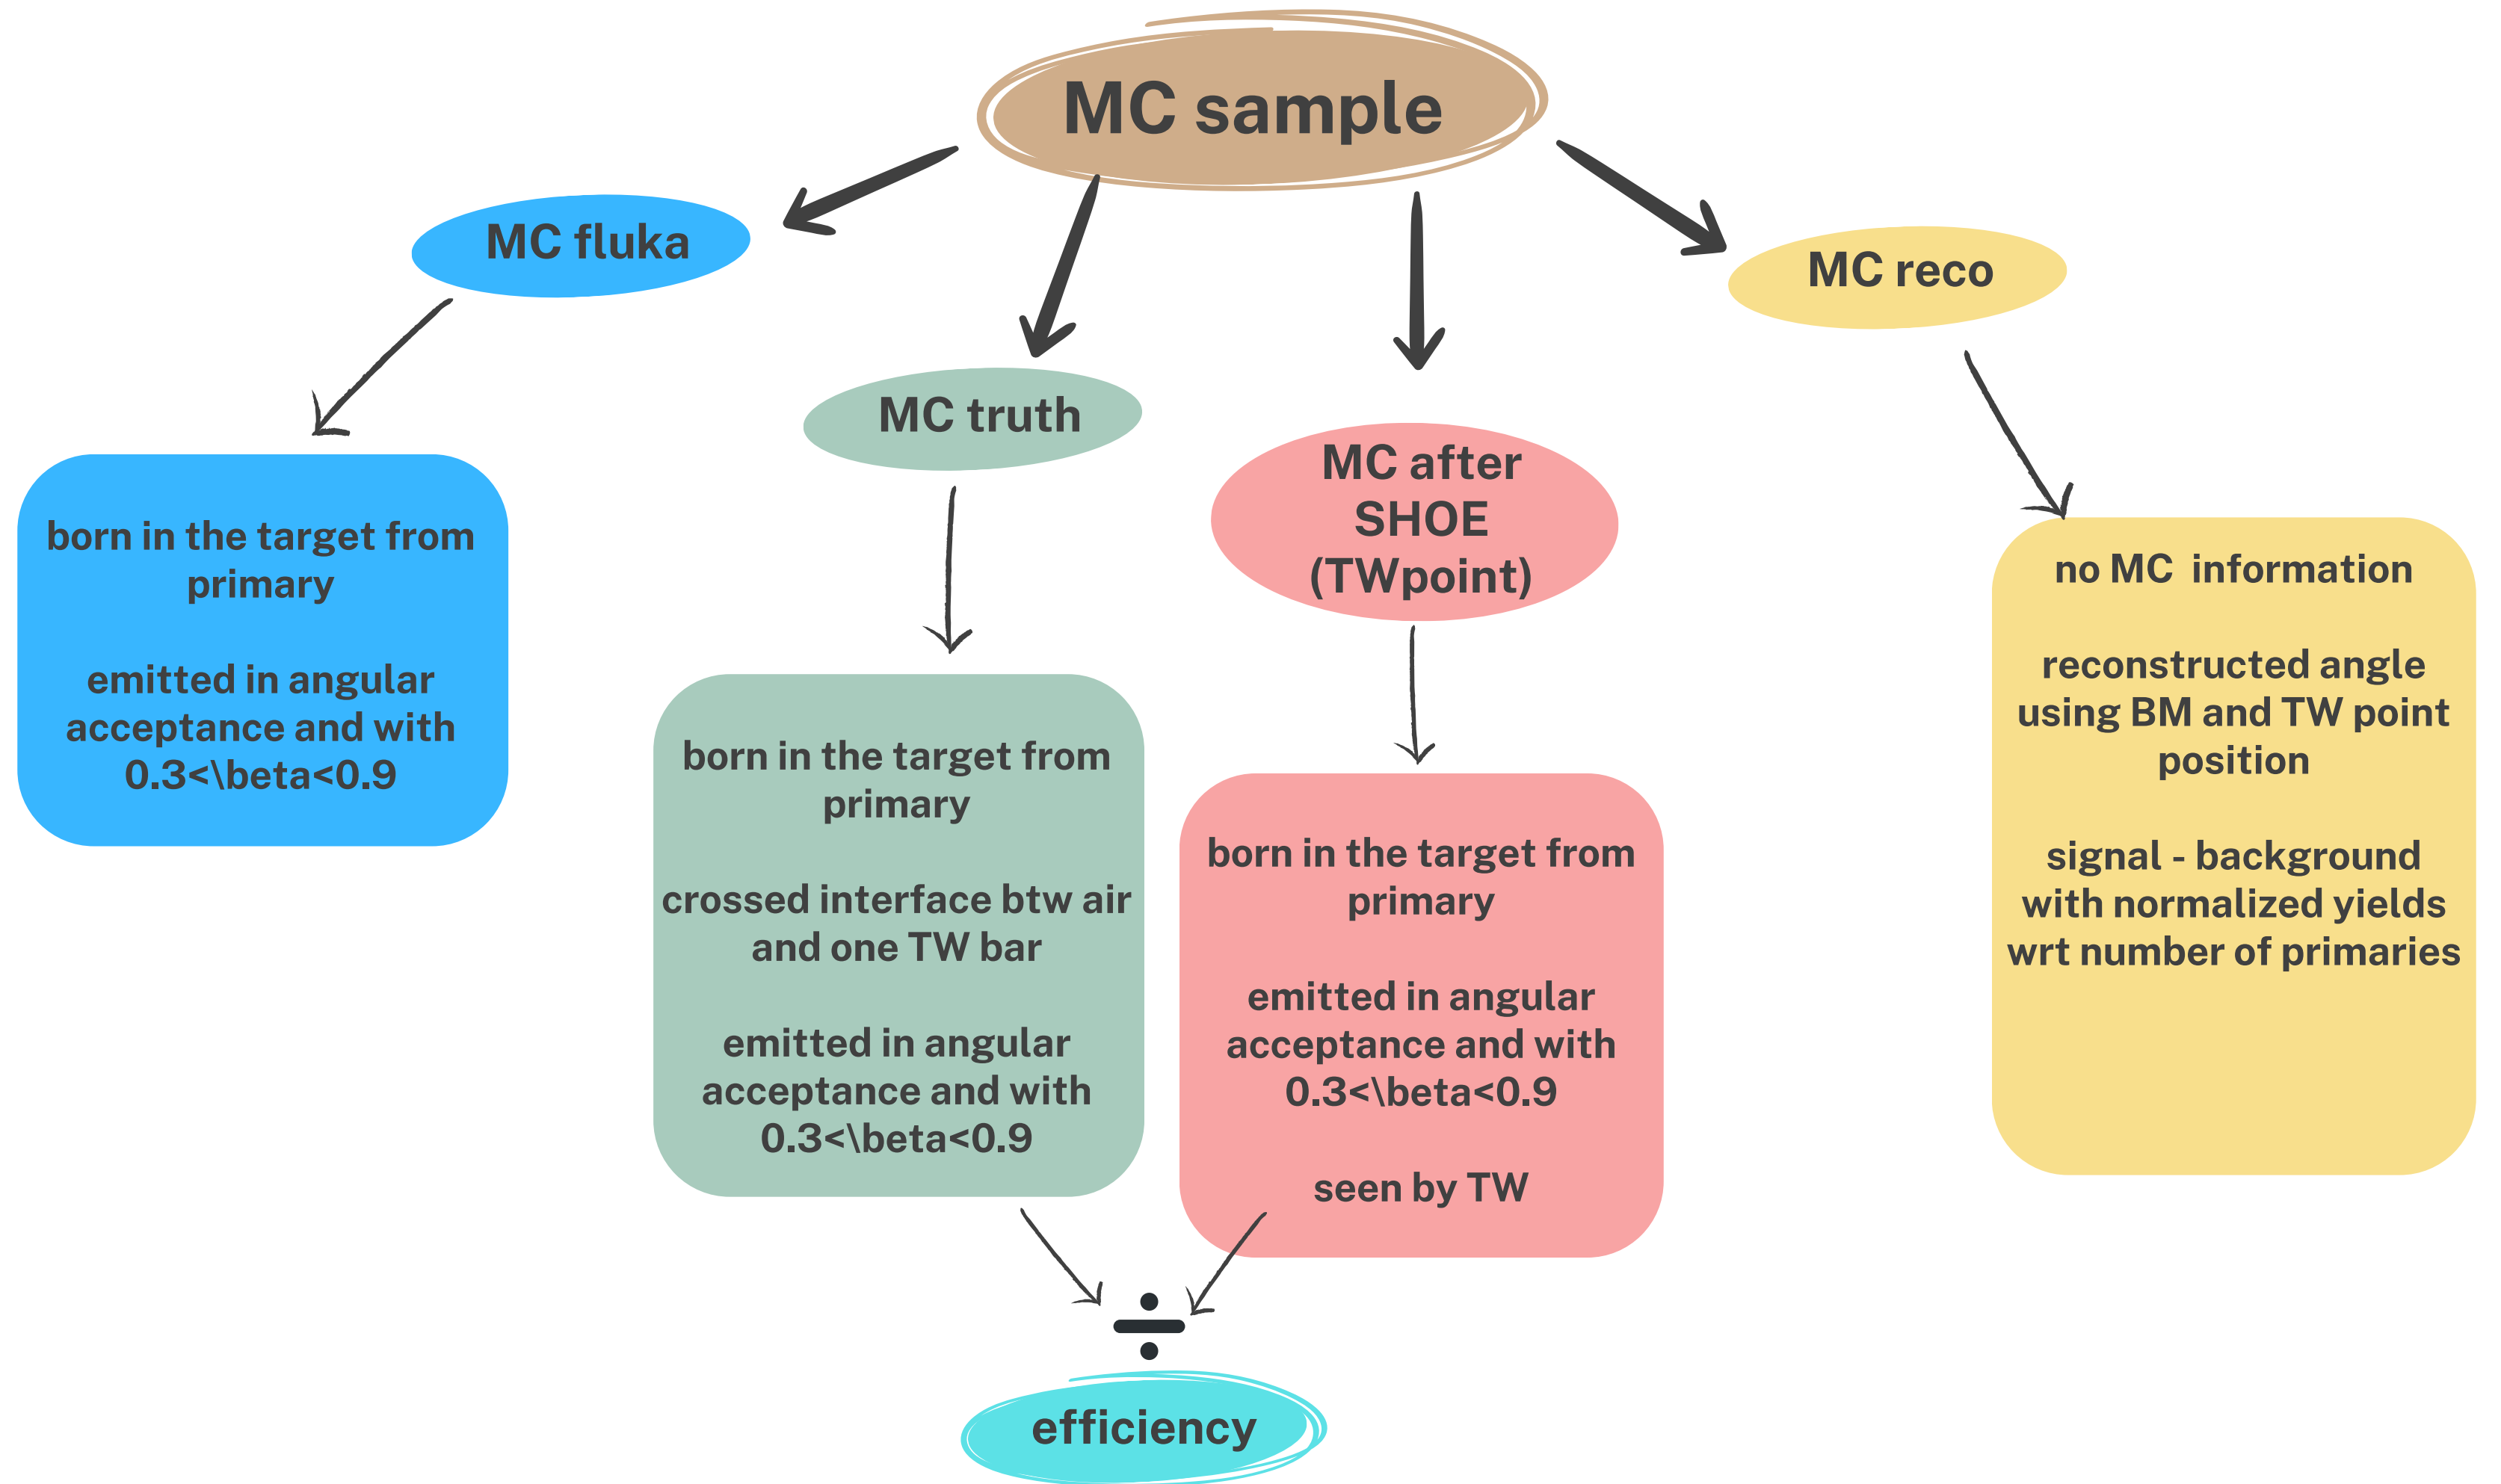 MC sample
MC fluka
born in the target from
primary
emitted in angular
acceptance and with
0.3<\beta<0.9
MC truth
born in the target from
primary
crossed interface btw air
and one TW bar
emitted in angular
acceptance and with
0.3<\beta<0.9
MC after
SHOE
(TWpoint)
born in the target from
primary
emitted in angular
acceptance and with
0.3<\beta<0.9
seen by TW
MC reco
no MC  information
reconstructed angle
using BM and TW point
position
signal - background
with normalized yields
wrt number of primaries
÷
efficiency